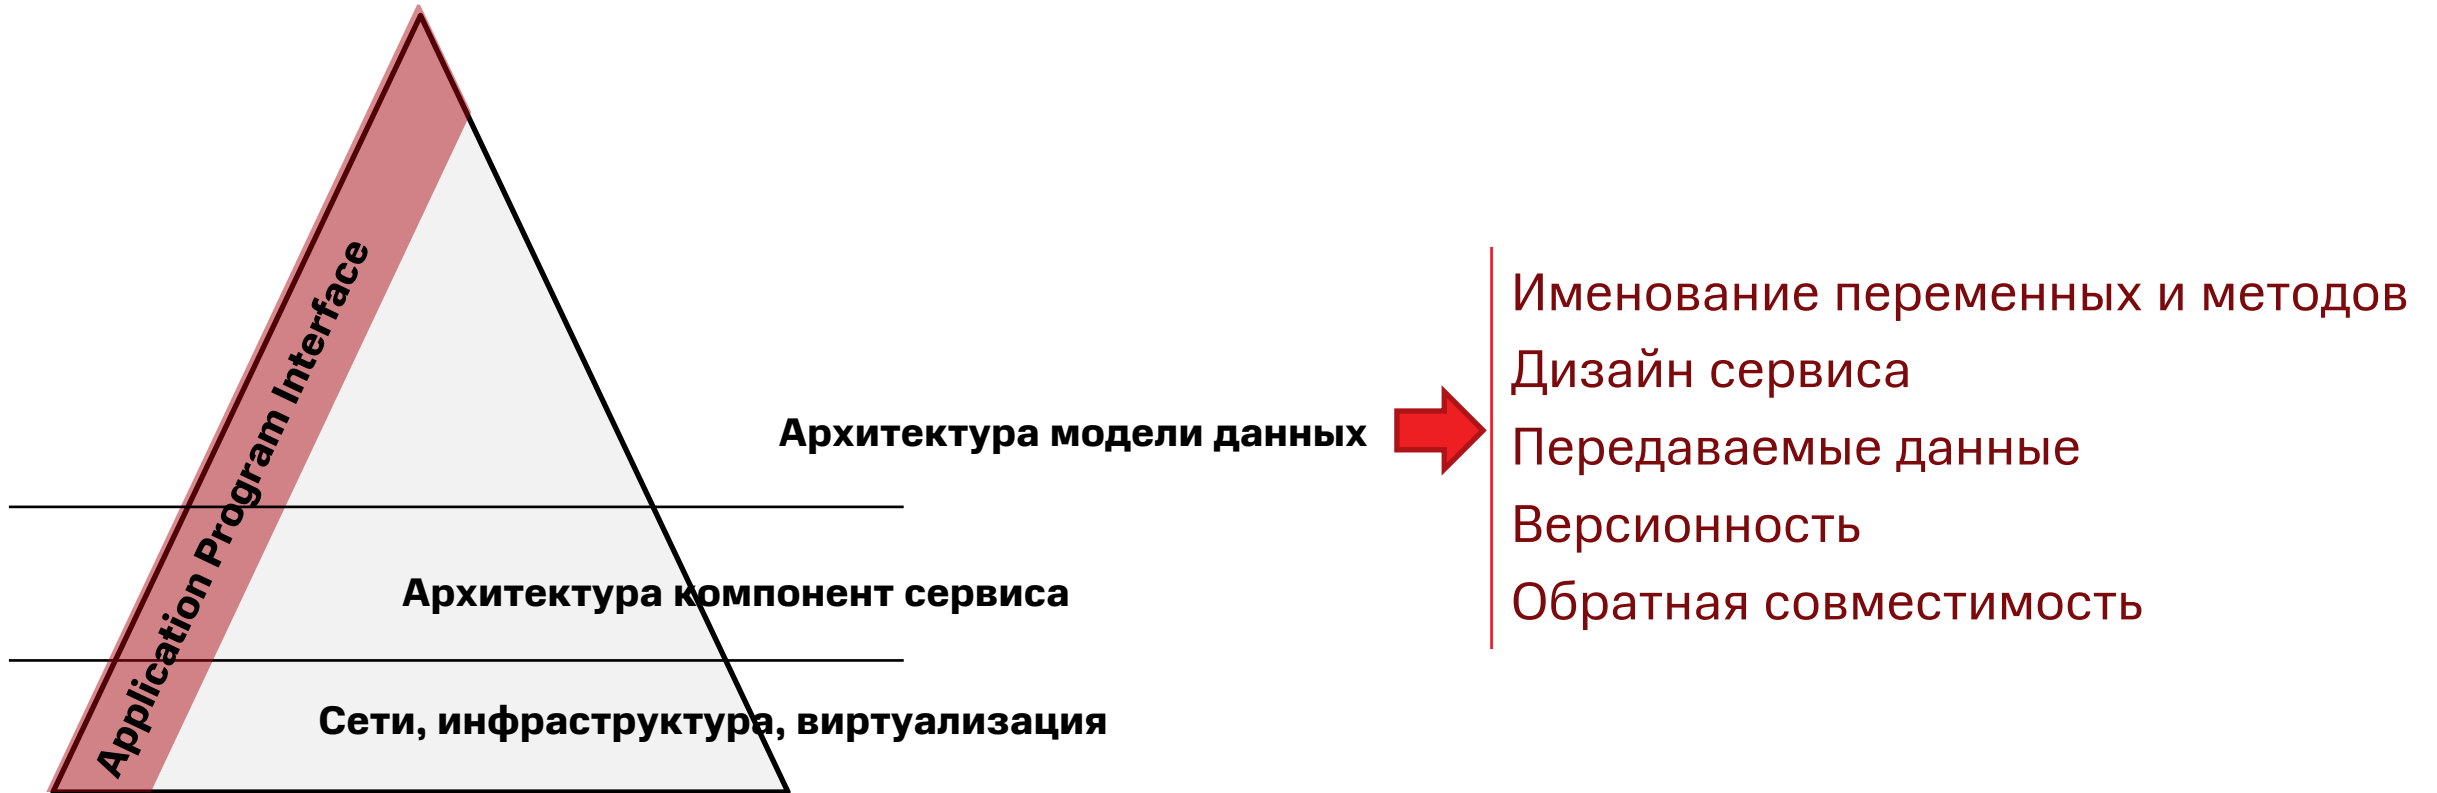 Application Program Interface
Архитектура модели данных
Архитектура компонент сервиса
Сети, инфраструктура, виртуализация
Именование переменных и методов
Дизайн сервиса
Передаваемые данные
Версионность
Обратная совместимость